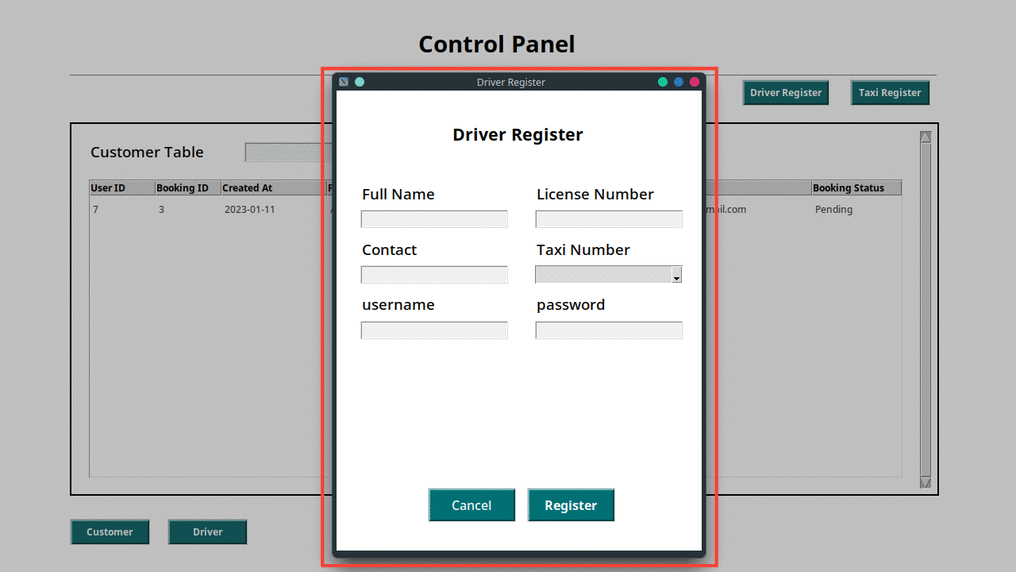 Control Panel
Driver Register
Driver Register
Taxi Register
Customer Table
User ID
Booking ID
Created At
Booking Status
7
3
2023-01-11
mail.com
Pending
Driver Register
Full Name
License Number
Contact
Taxi Number
username
password
Cancel
Register
Customer
Driver